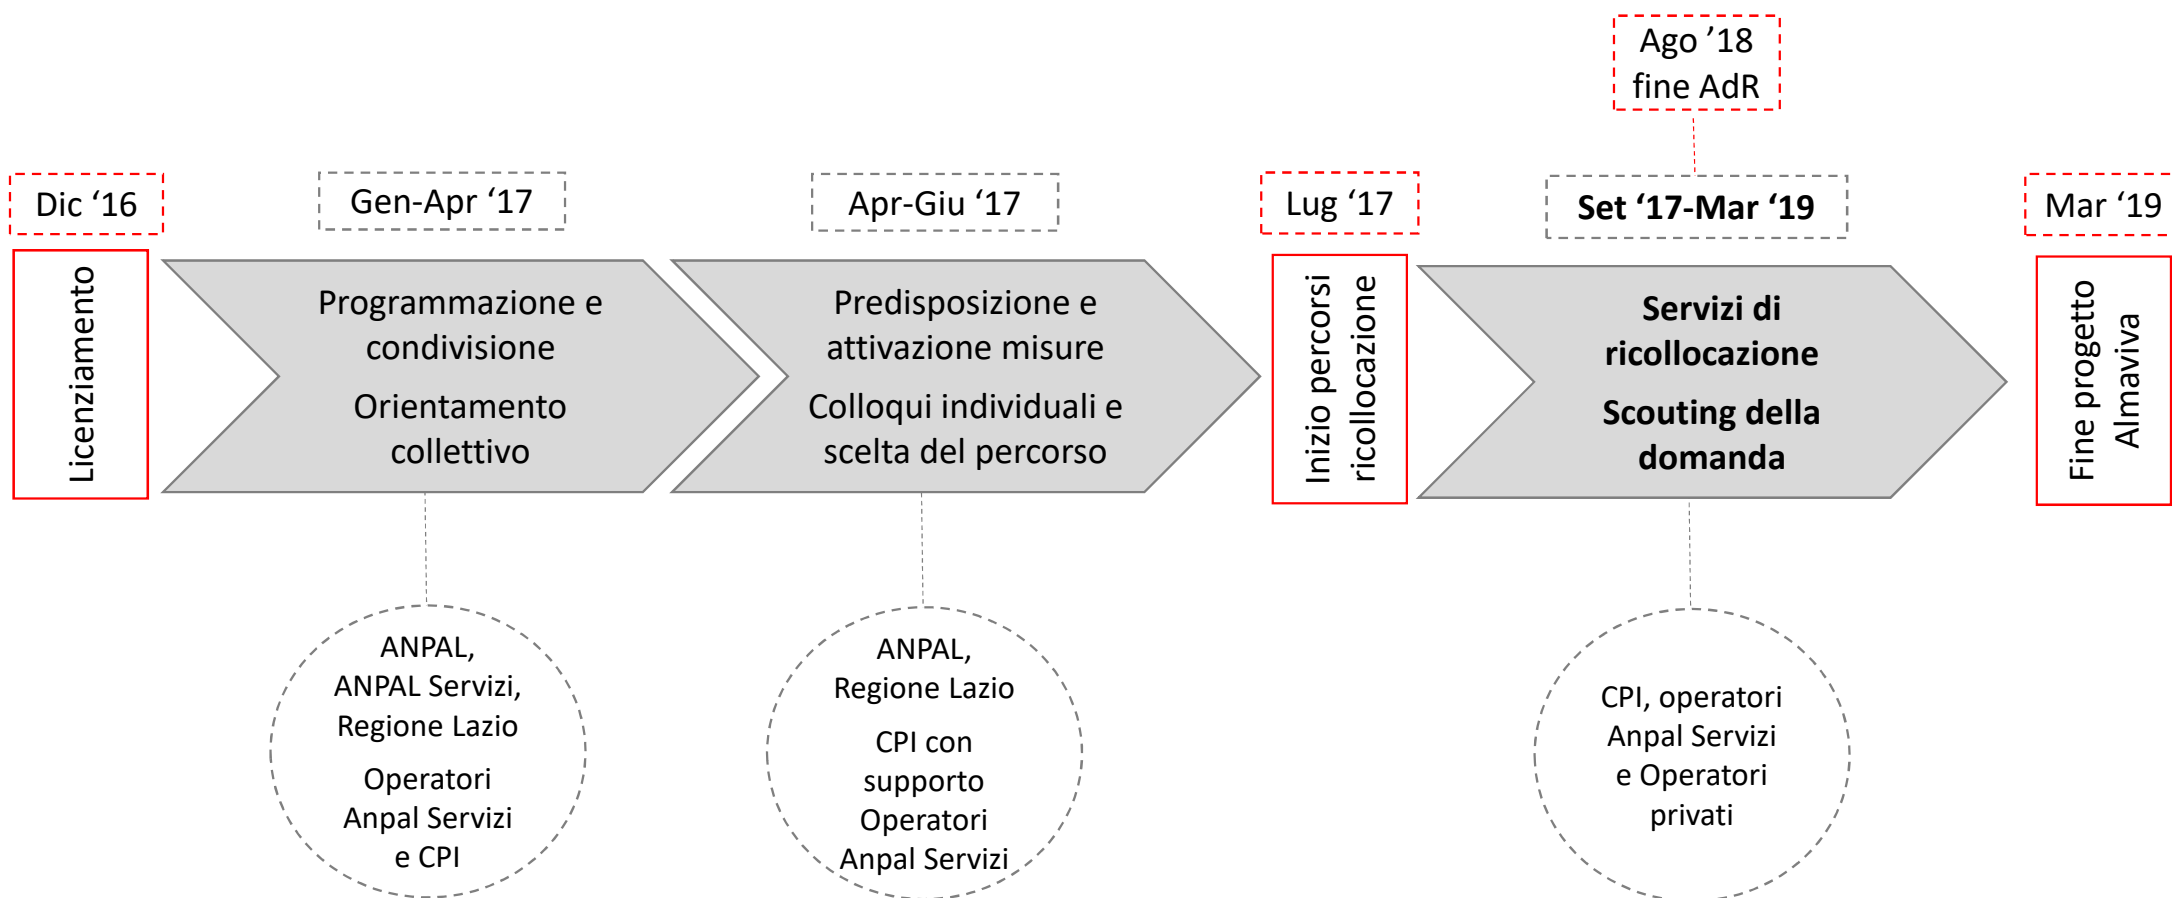 Ago ’18
fine AdR
Dic ‘16
Gen-Apr ‘17
Apr-Giu ‘17
Lug ‘17
Set ‘17-Mar ‘19
Mar ‘19
Licenziamento
Programmazione e
condivisione
Orientamento
collettivo
Predisposizione e
attivazione misure
Colloqui individuali e
scelta del percorso
Inizio percorsi
ricollocazione
Servizi di
ricollocazione
Scouting della
domanda
Fine progetto
Almaviva
ANPAL,
ANPAL Servizi,
Regione Lazio
Operatori
Anpal Servizi
e CPI
ANPAL,
Regione Lazio
CPI con
supporto
Operatori
Anpal Servizi
CPI, operatori
Anpal Servizi
e Operatori
privati